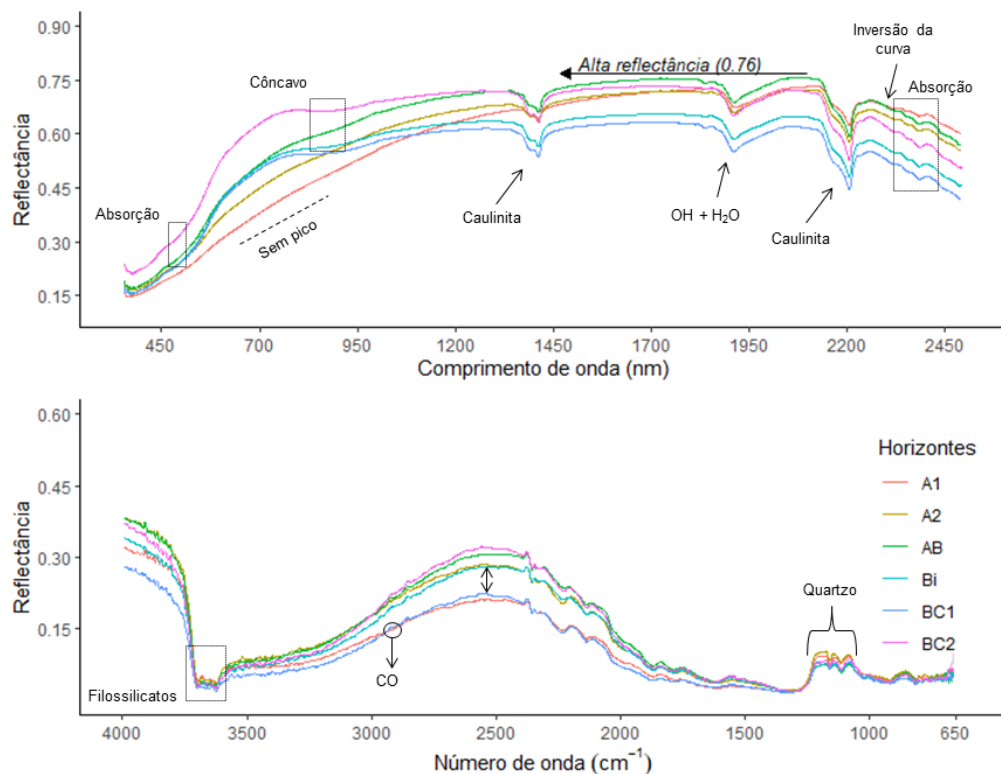 0.90
0.75
0.60
0.45
0.30
0.15
Reflectância
Absorção
Côncavo
Sem pico
Alta reflectância (0.76)
Caulinita
OH + H₂O
Caulinita
Inversão da
curva
Absorção
450 700 950 1200 1450 1700 1950 2200 2450
Comprimento de onda (nm)
0.60
0.45
0.30
0.15
Reflectância
Filossilicatos
CO
Quartzo
Horizontes
A1
A2
AB
Bi
BC1
BC2
4000 3500 3000 2500 2000 1500 1000 650
Número de onda (cm⁻¹)